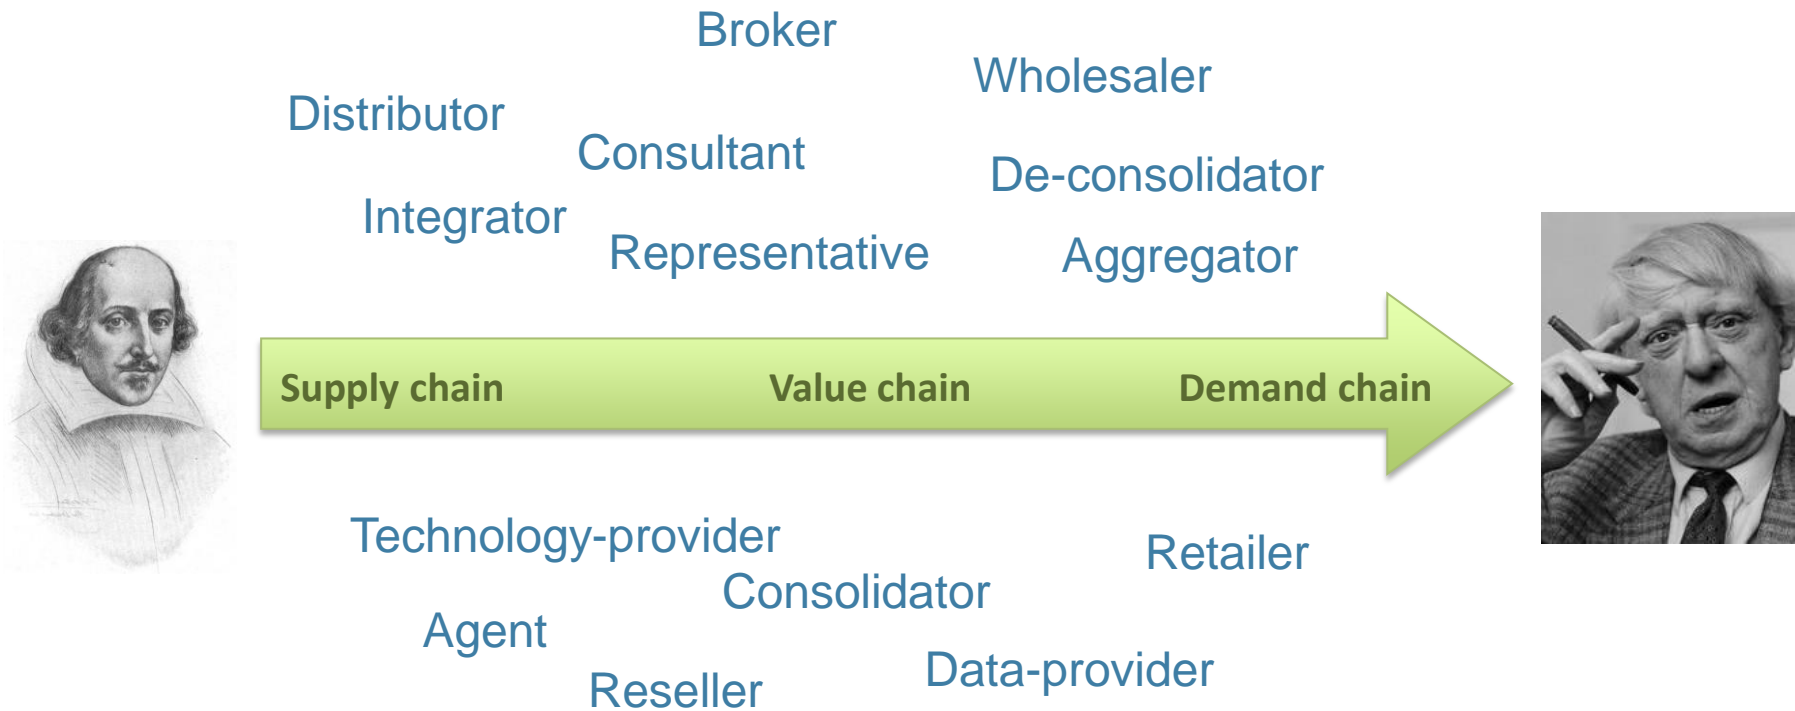 Broker
Wholesaler
Distributor
Consultant
De-consolidator
Integrator
Representative
Aggregator
Supply chain Value chain Demand chain
Technology-provider
Retailer
Consolidator
Agent
Data-provider
Reseller